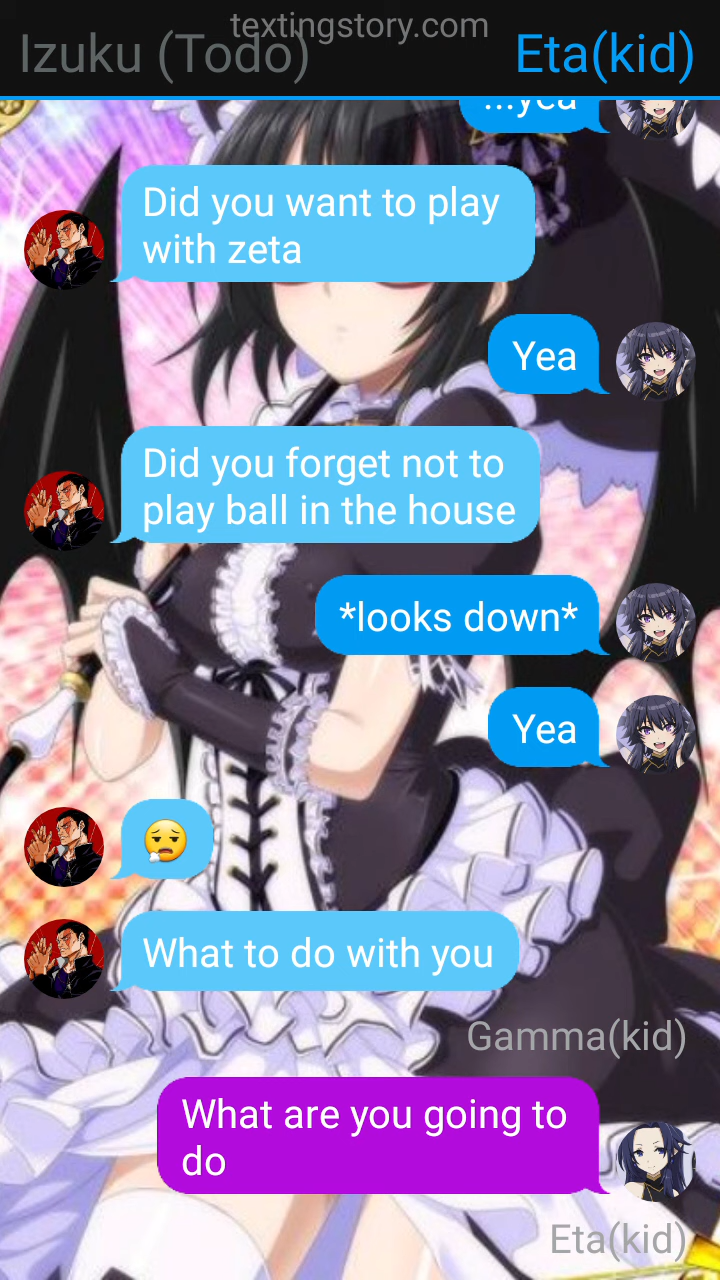 textingstory.com
Izuku (Todo)
Eta(kid)
...yea
Did you want to play
with zeta
Yea
Did you forget not to
play ball in the house
*looks down*
Yea
😮‍💨
What to do with you
Gamma(kid)
What are you going to
do
Eta(kid)